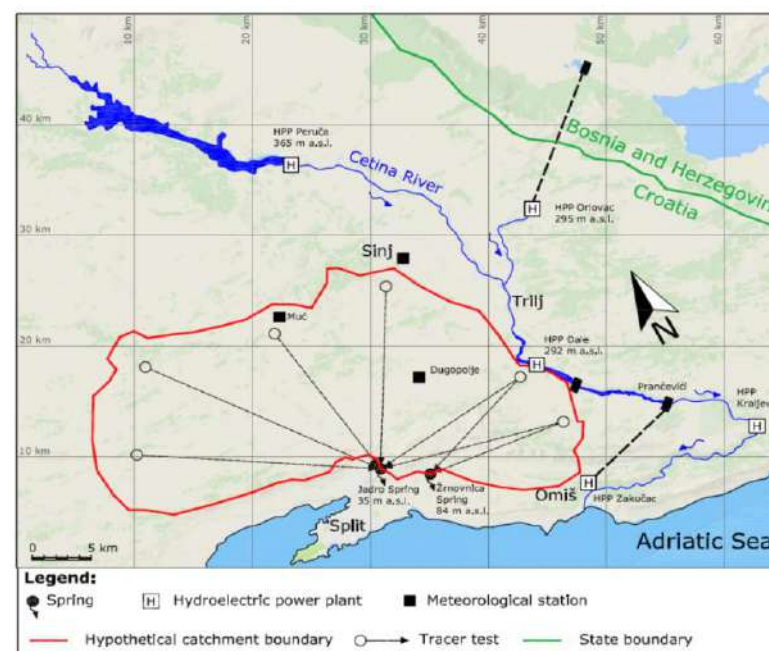 10 km
20 km
30 km
40 km
50 km
60 km
40 km
30 km
20 km
10 km
HPP Peruča
365 m a.s.l.
Cetina River
Bosnia and Herzegovin
Croatia
HPP Orlovac
295 m a.s.l.
Sinj
Trilj
N
Muć
HPP Đale
292 m a.s.l.
Dugopolje
Prančevići
HPP
Kraljev
Jadro Spring
35 m a.s.l.
Žrnovnica
Spring
84 m a.s.l.
Omiš
HPP Zakučac
Split
Adriatic Sea
0 5 km
Legend:
Spring
H Hydroelectric power plant
Meteorological station
Hypothetical catchment boundary
Tracer test
State boundary